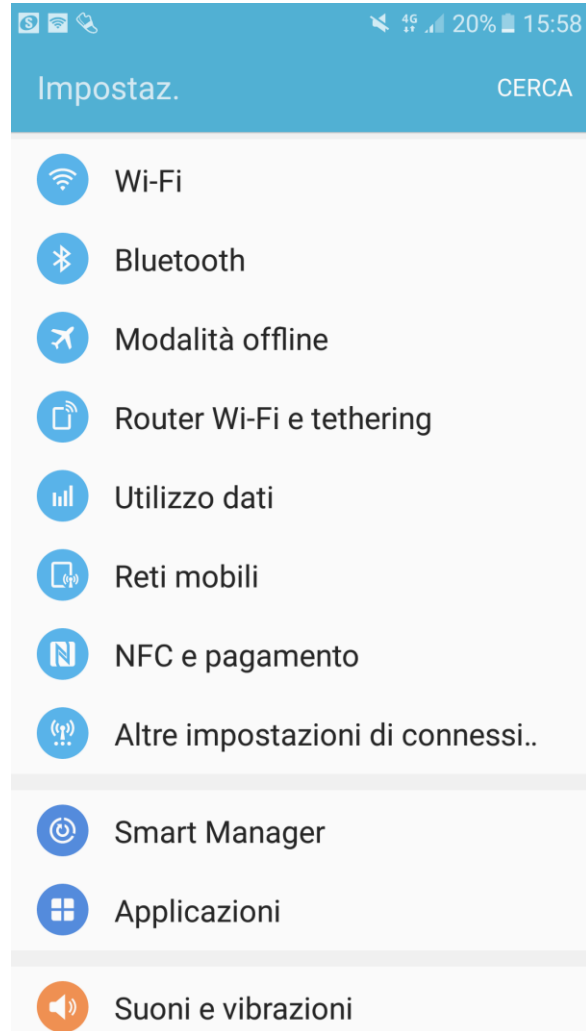 S 4G 20% 15:58
Impostaz. CERCA
Wi-Fi
Bluetooth
Modalità offline
Router Wi-Fi e tethering
Utilizzo dati
Reti mobili
NFC e pagamento
Altre impostazioni di connessi..
Smart Manager
Applicazioni
Suoni e vibrazioni